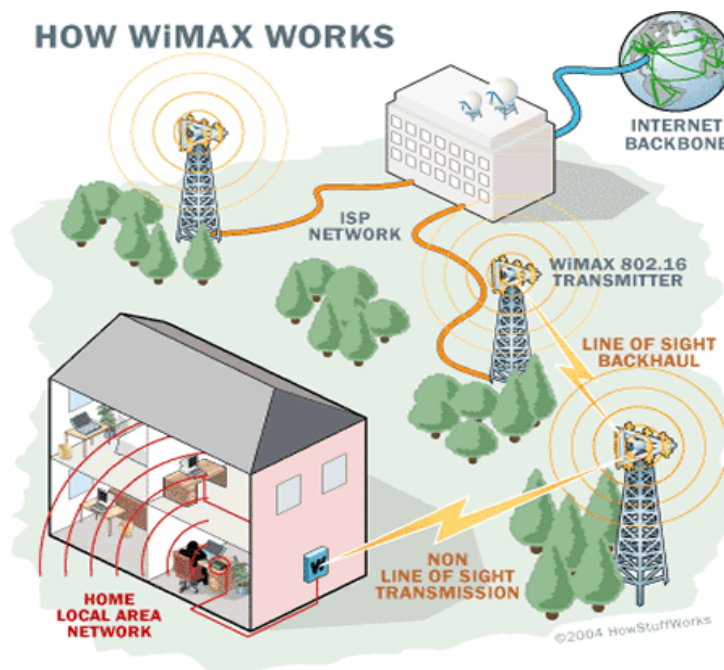 HOW WiMAX WORKS
INTERNET
BACKBONE
ISP
NETWORK
WiMAX 802.16
TRANSMITTER
LINE OF SIGHT
BACKHAUL
NON
LINE OF SIGHT
TRANSMISSION
HOME
LOCAL AREA
NETWORK
©2004 HowStuffWorks